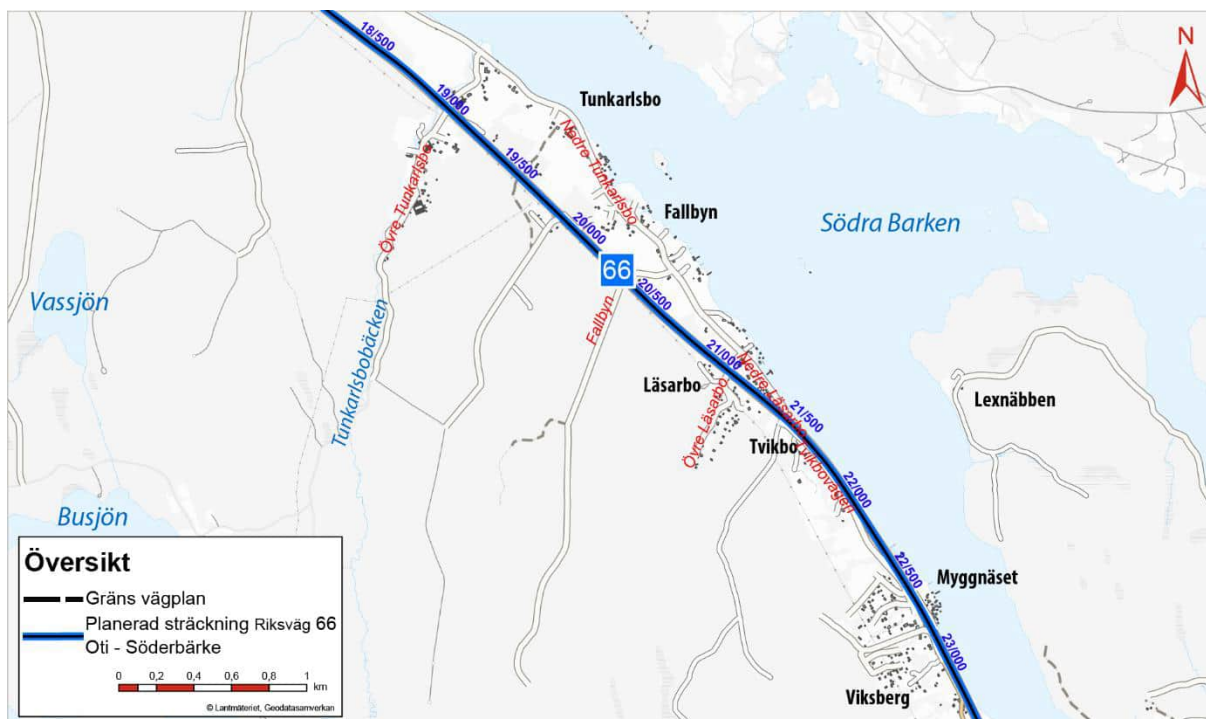 18/500
N
19/000
Tunkarlsbo
19/500
Övre Tunkarlsbo
Nedre Tunkarlsbo
Fallbyn
20/000
Södra Barken
66
20/500
Vassjön
Fallbyn
Tunkarlsbobäcken
21/000
Läsarbo
Nedre Läsarbo
Lexnäbben
Övre Läsarbo
21/500
Tvikbo
Tvikbovägen
22/000
Busjön
22/500
Myggnäset
23/000
Viksberg
Översikt
Gräns vägplan
Planerad sträckning Riksväg 66
Oti - Söderbärke
0 0,2 0,4 0,6 0,8 1
km
© Lantmäteriet, Geodatasamverkan